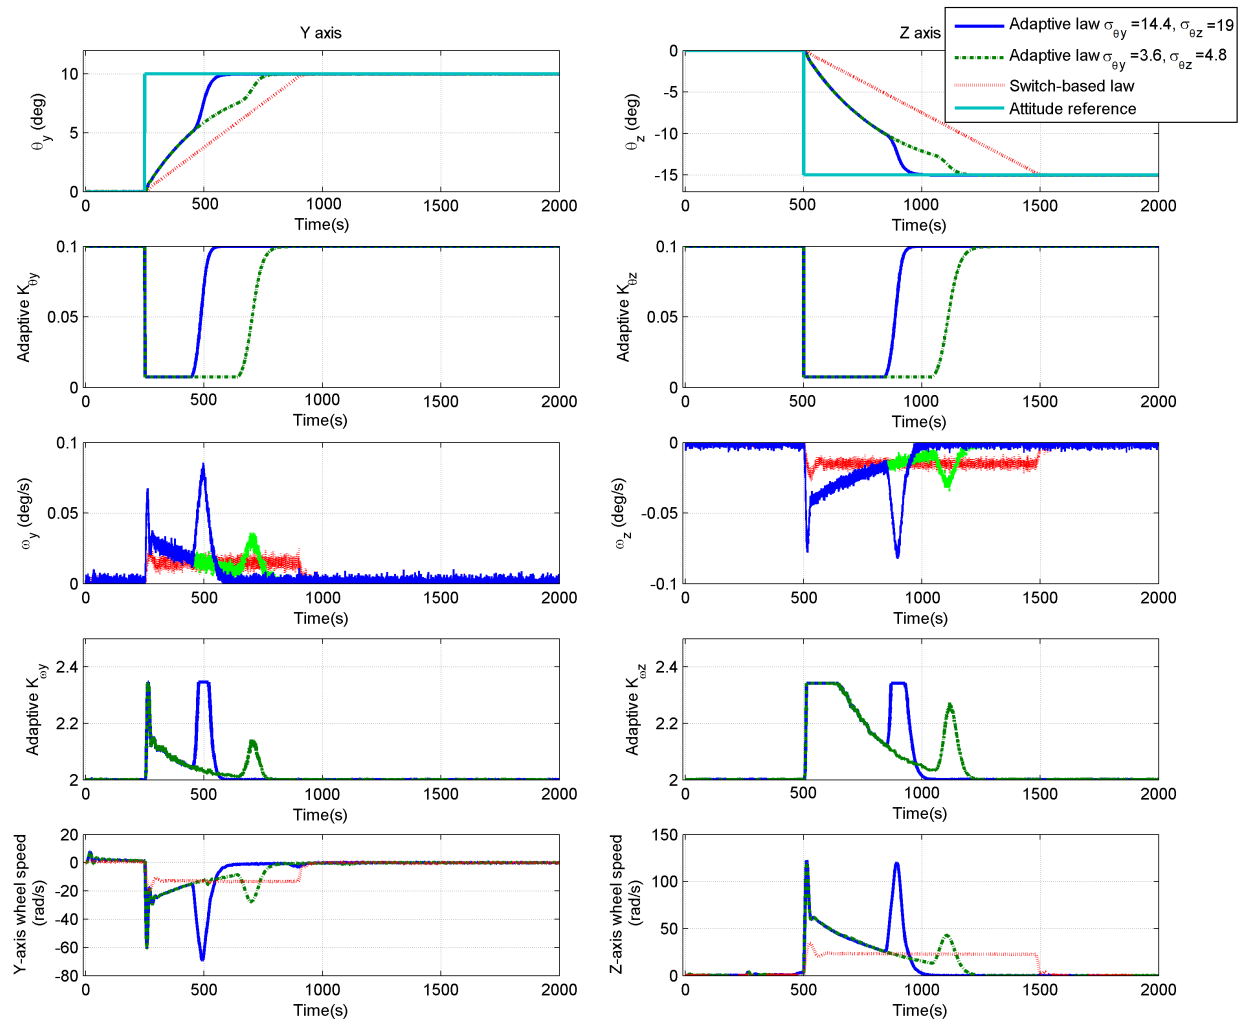 Y axis
Z axis
Adaptive law σθy =14.4, σθz =19
Adaptive law σθy =3.6, σθz =4.8
Switch-based law
Attitude reference
θy (deg)
10
5
0
0 500 1000 1500 2000
Time(s)
θz (deg)
0
-5
-10
-15
0 500 1000 1500 2000
Time(s)
Adaptive Kθy
0.1
0.05
0
0 500 1000 1500 2000
Time(s)
Adaptive Kθz
0.1
0.05
0
0 500 1000 1500 2000
Time(s)
ωy (deg/s)
0.1
0.05
0
0 500 1000 1500 2000
Time(s)
ωz (deg/s)
0
-0.05
-0.1
0 500 1000 1500 2000
Time(s)
Adaptive Kωy
2.4
2.2
2
0 500 1000 1500 2000
Time(s)
Adaptive Kωz
2.4
2.2
2
0 500 1000 1500 2000
Time(s)
Y-axis wheel speed
(rad/s)
20
0
-20
-40
-60
-80
0 500 1000 1500 2000
Time(s)
Z-axis wheel speed
(rad/s)
150
100
50
0
0 500 1000 1500 2000
Time(s)